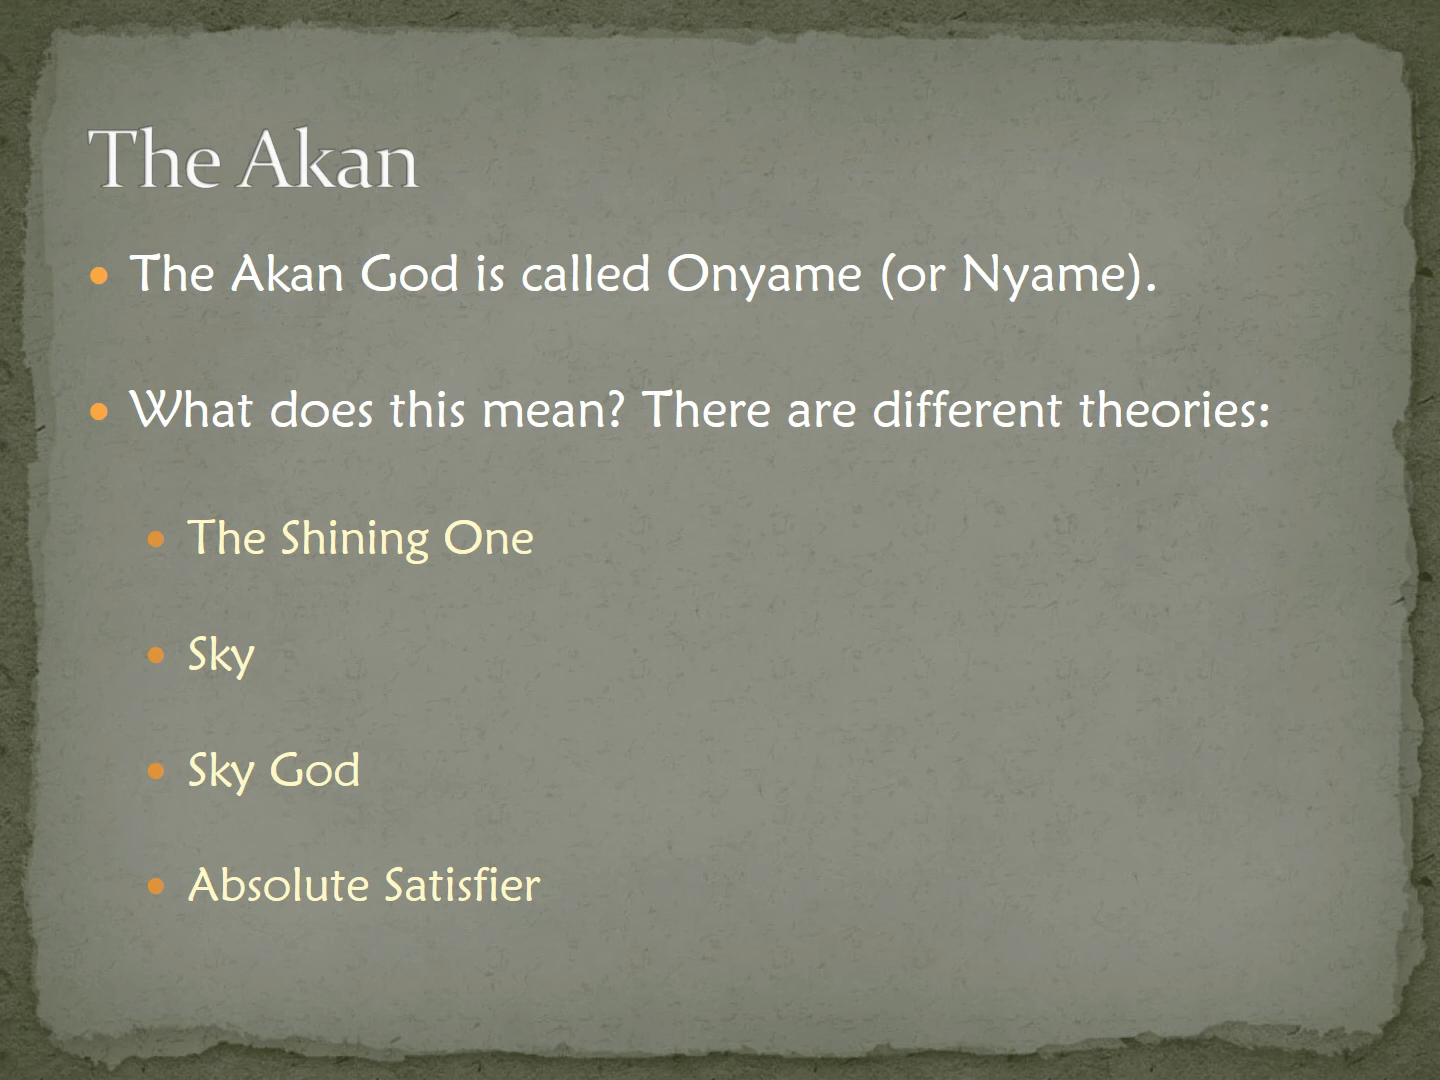 The Akan
• The Akan God is called Onyame (or Nyame).
• What does this mean? There are different theories:
• The Shining One
• Sky
• Sky God
• Absolute Satisfier